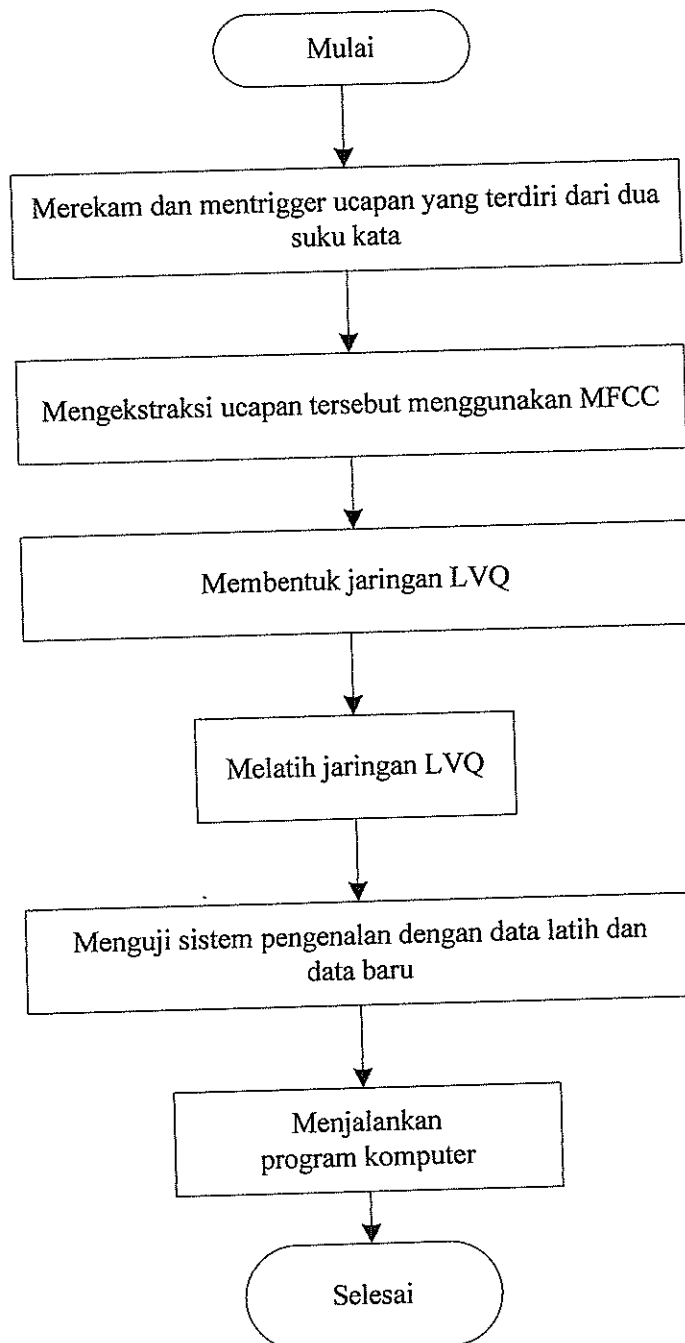 Mulai
Merekam dan mentrigger ucapan yang terdiri dari dua
suku kata
Mengekstraksi ucapan tersebut menggunakan MFCC
Membentuk jaringan LVQ
Melatih jaringan LVQ
Menguji sistem pengenalan dengan data latih dan
data baru
Menjalankan
program komputer
Selesai